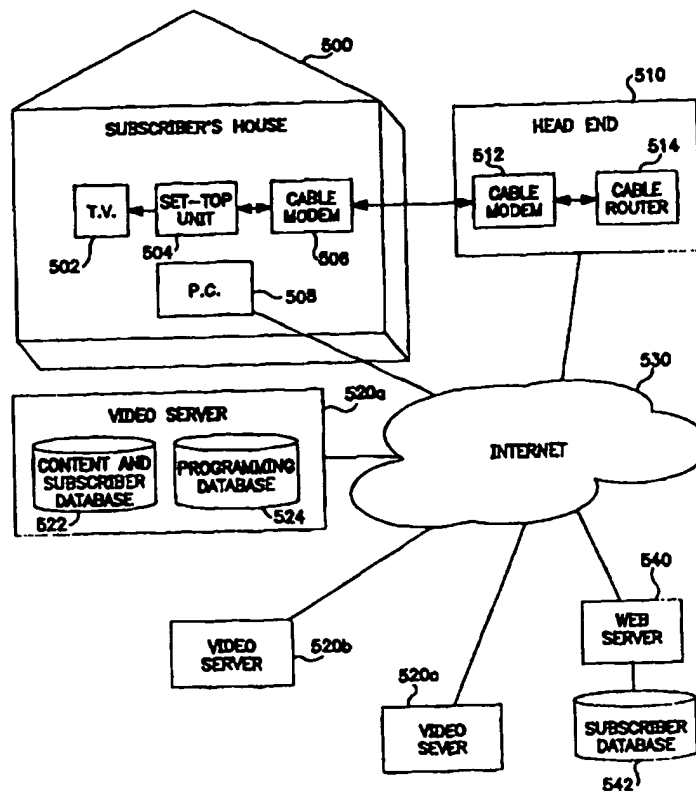 500
510
SUBSCRIBER'S HOUSE
HEAD END
512
514
T.V.
SET-TOP
UNIT
CABLE
MODEM
CABLE
MODEM
CABLE
ROUTER
502
504
506
P.C.
508
530
520a
VIDEO SERVER
INTERNET
CONTENT AND
SUBSCRIBER
DATABASE
PROGRAMMING
DATABASE
522
524
540
WEB
SERVER
VIDEO
SERVER
520b
520c
VIDEO
SEVER
SUBSCRIBER
DATABASE
542